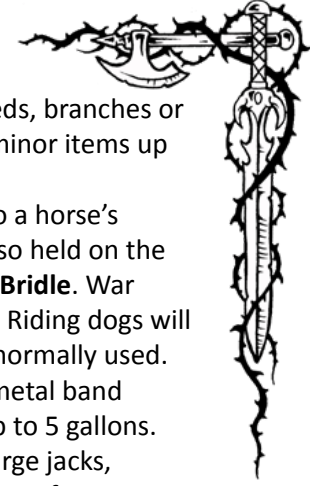 eds, branches or
minor items up
o a horse's
so held on the
Bridle. War
Riding dogs will
normally used.
metal band
p to 5 gallons.
rge jacks,